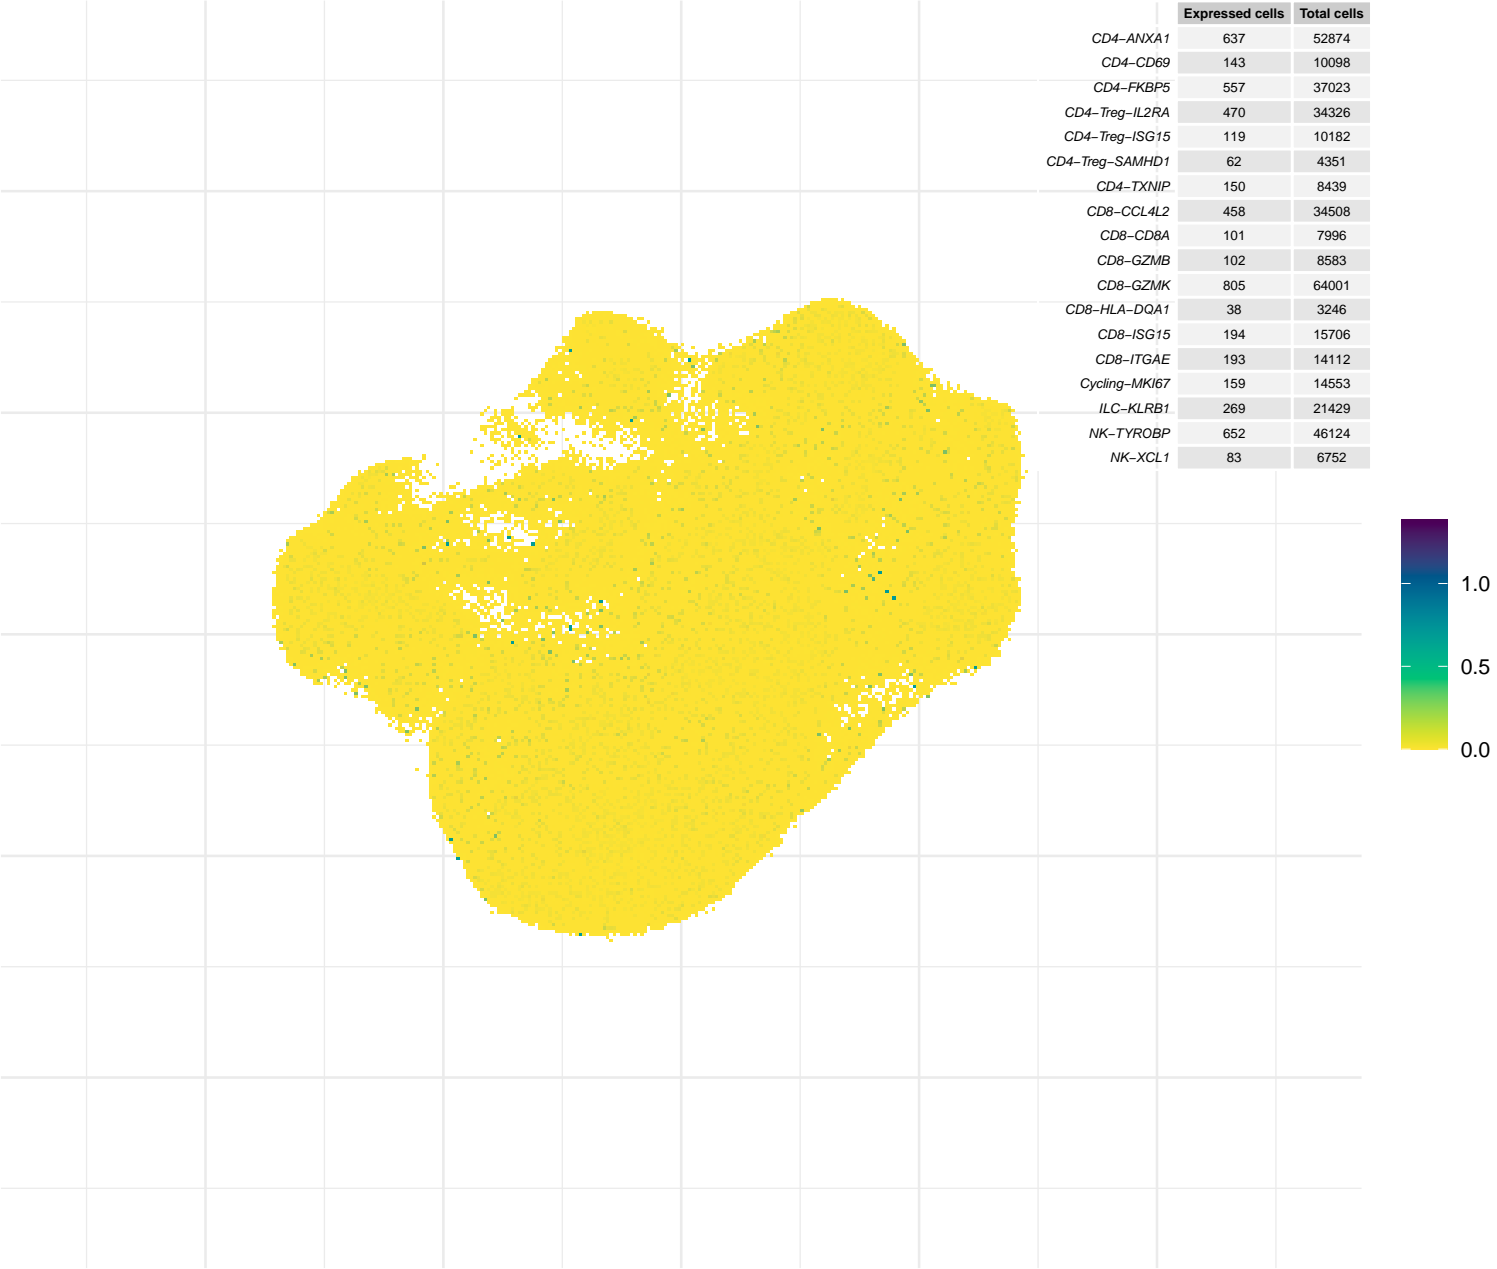 Expressed cells Total cells
CD4−ANXA1 637 52874
CD4−CD69 143 10098
CD4−FKBP5 557 37023
CD4−Treg−IL2RA 470 34326
CD4−Treg−ISG15 119 10182
CD4−Treg−SAMHD1 62 4351
CD4−TXNIP 150 8439
CD8−CCL4L2 458 34508
CD8−CD8A 101 7996
CD8−GZMB 102 8583
CD8−GZMK 805 64001
CD8−HLA−DQA1 38 3246
CD8−ISG15 194 15706
CD8−ITGAE 193 14112
Cycling−MKI67 159 14553
ILC−KLRB1 269 21429
NK−TYROBP 652 46124
NK−XCL1 83 6752
1.0
0.5
0.0